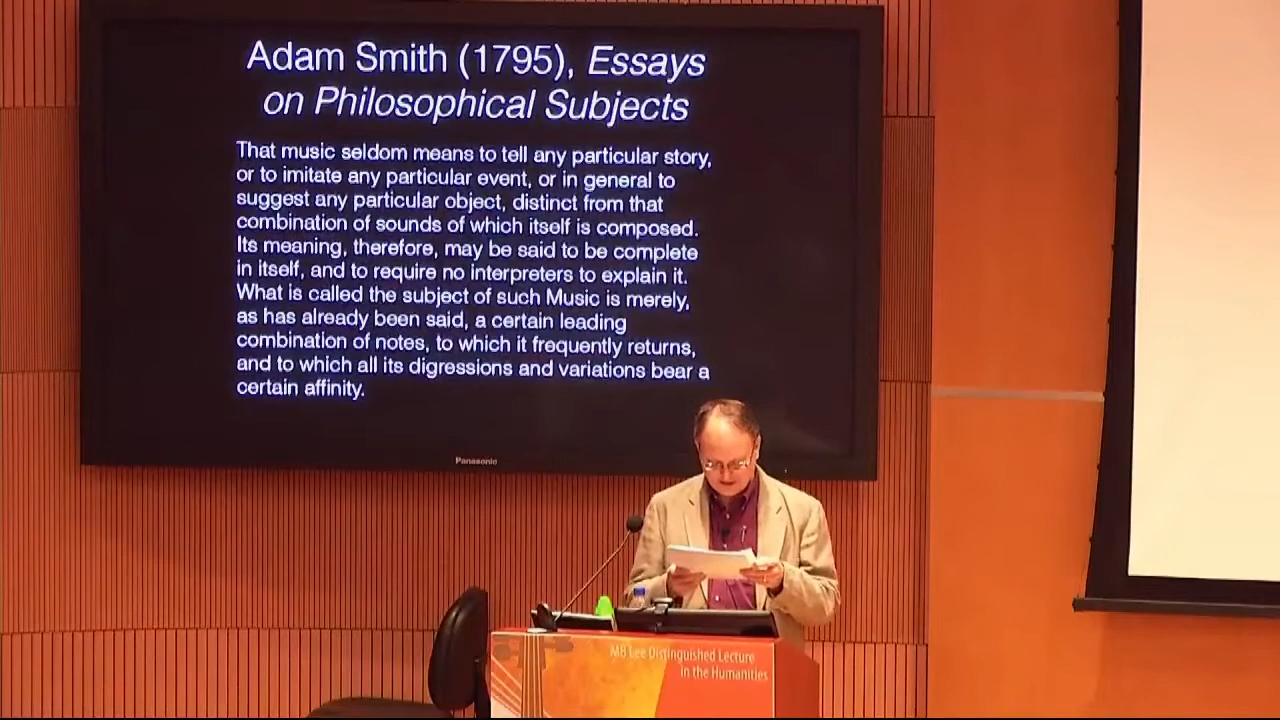 Adam Smith (1795), Essays
on Philosophical Subjects
That music seldom means to tell any particular story,
or to imitate any particular event, or in general to
suggest any particular object, distinct from that
combination of sounds of which itself is composed.
Its meaning, therefore, may be said to be complete
in itself, and to require no interpreters to explain it.
What is called the subject of such Music is merely,
as has already been said, a certain leading
combination of notes, to which it frequently returns,
and to which all its digressions and variations bear a
certain affinity.
Panasonic
MB Lee Distinguished Lecture
in the Humanities